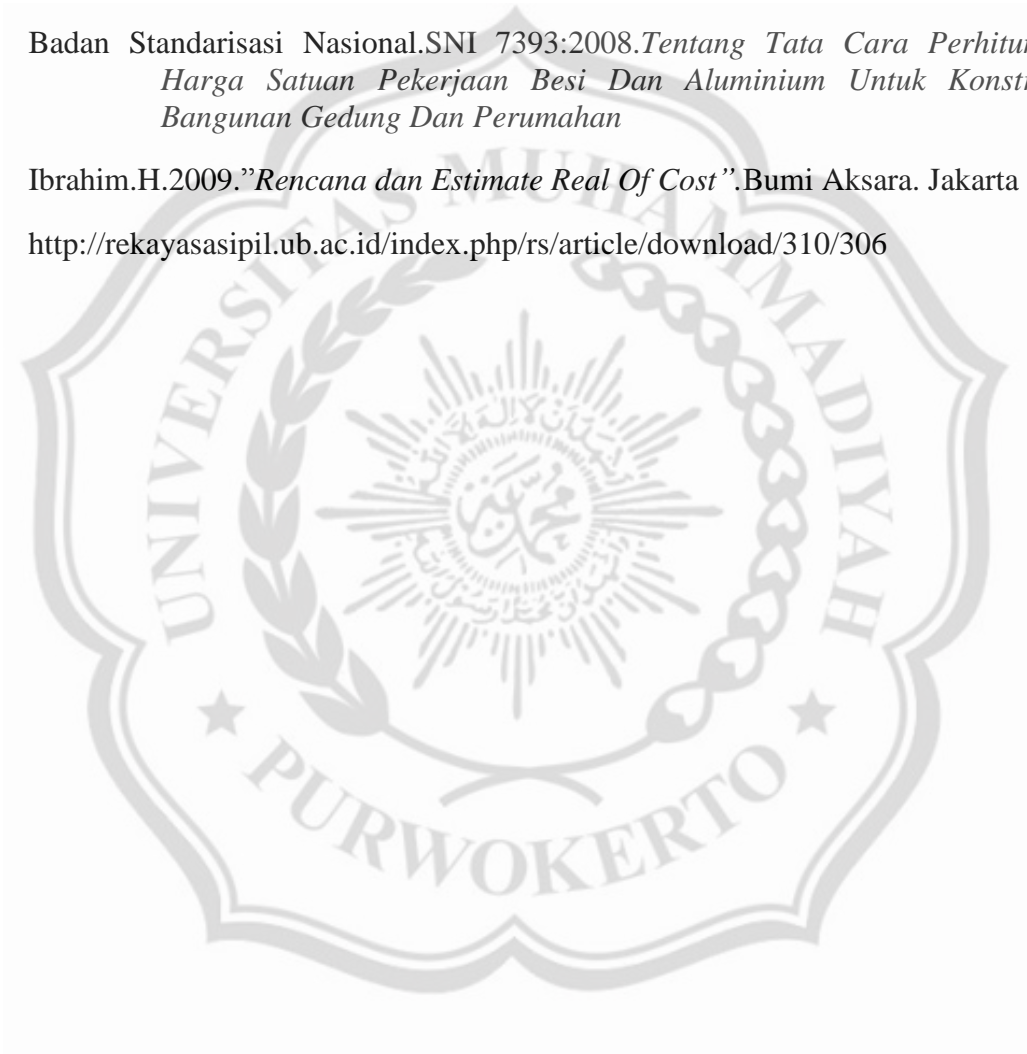 Badan Standarisasi Nasional.SNI 7393:2008.Tentang Tata Cara Perhitu
Harga Satuan Pekerjaan Besi Dan Aluminium Untuk Konst
Bangunan Gedung Dan Perumahan
Ibrahim.H.2009.”Rencana dan Estimate Real Of Cost”.Bumi Aksara. Jakarta
http://rekayasasipil.ub.ac.id/index.php/rs/article/download/310/306
UNIVERSITAS MUHAMMADIYAH
PURWOKERTO